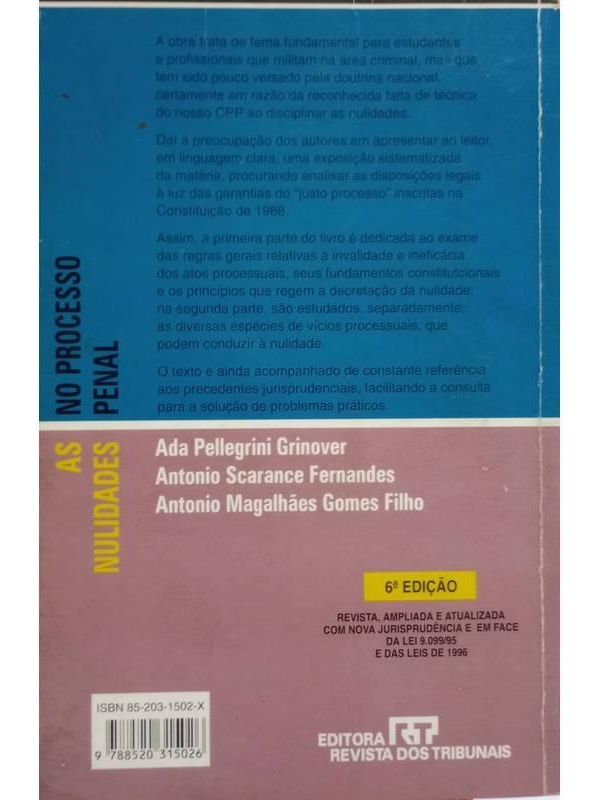 A obra trata de tema fundamental para estudantes
e profissionais que militam na área criminal, mas que
tem sido pouco versado pela doutrina nacional,
certamente em razão da reconhecida falta de técnica
do nosso CPP ao disciplinar as nulidades.
Daí a preocupação dos autores em apresentar ao leitor,
em linguagem clara, uma exposição sistematizada
da matéria, procurando analisar as disposições legais
à luz das garantias do "justo processo" inscritas na
Constituição de 1988.
Assim, a primeira parte do livro é dedicada ao exame
das regras gerais relativas à invalidade e ineficácia
dos atos processuais, seus fundamentos constitutcionais
e os princípios que regem a decretação da nulidade;
na segunda parte, são estudados, separadamente,
as diversas espécies de vícios processuais, que
podem conduzir à nulidade.
O texto é ainda acompanhado de constante referência
aos precedentes jurisprudenciais, facilitando a consulta
para a solução de problemas práticos.
AS
NULIDADES
NO PROCESSO
PENAL
Ada Pellegrini Grinover
Antonio Scarance Fernandes
Antonio Magalhães Gomes Filho
6ª EDIÇÃO
REVISTA, AMPLIADA E ATUALIZADA
COM NOVA JURISPRUDÊNCIA E EM FACE
DA LEI 9.099/95
E DAS LEIS DE 1996
ISBN 85-203-1502-X
9 788520 315026
EDITORA RT
REVISTA DOS TRIBUNAIS